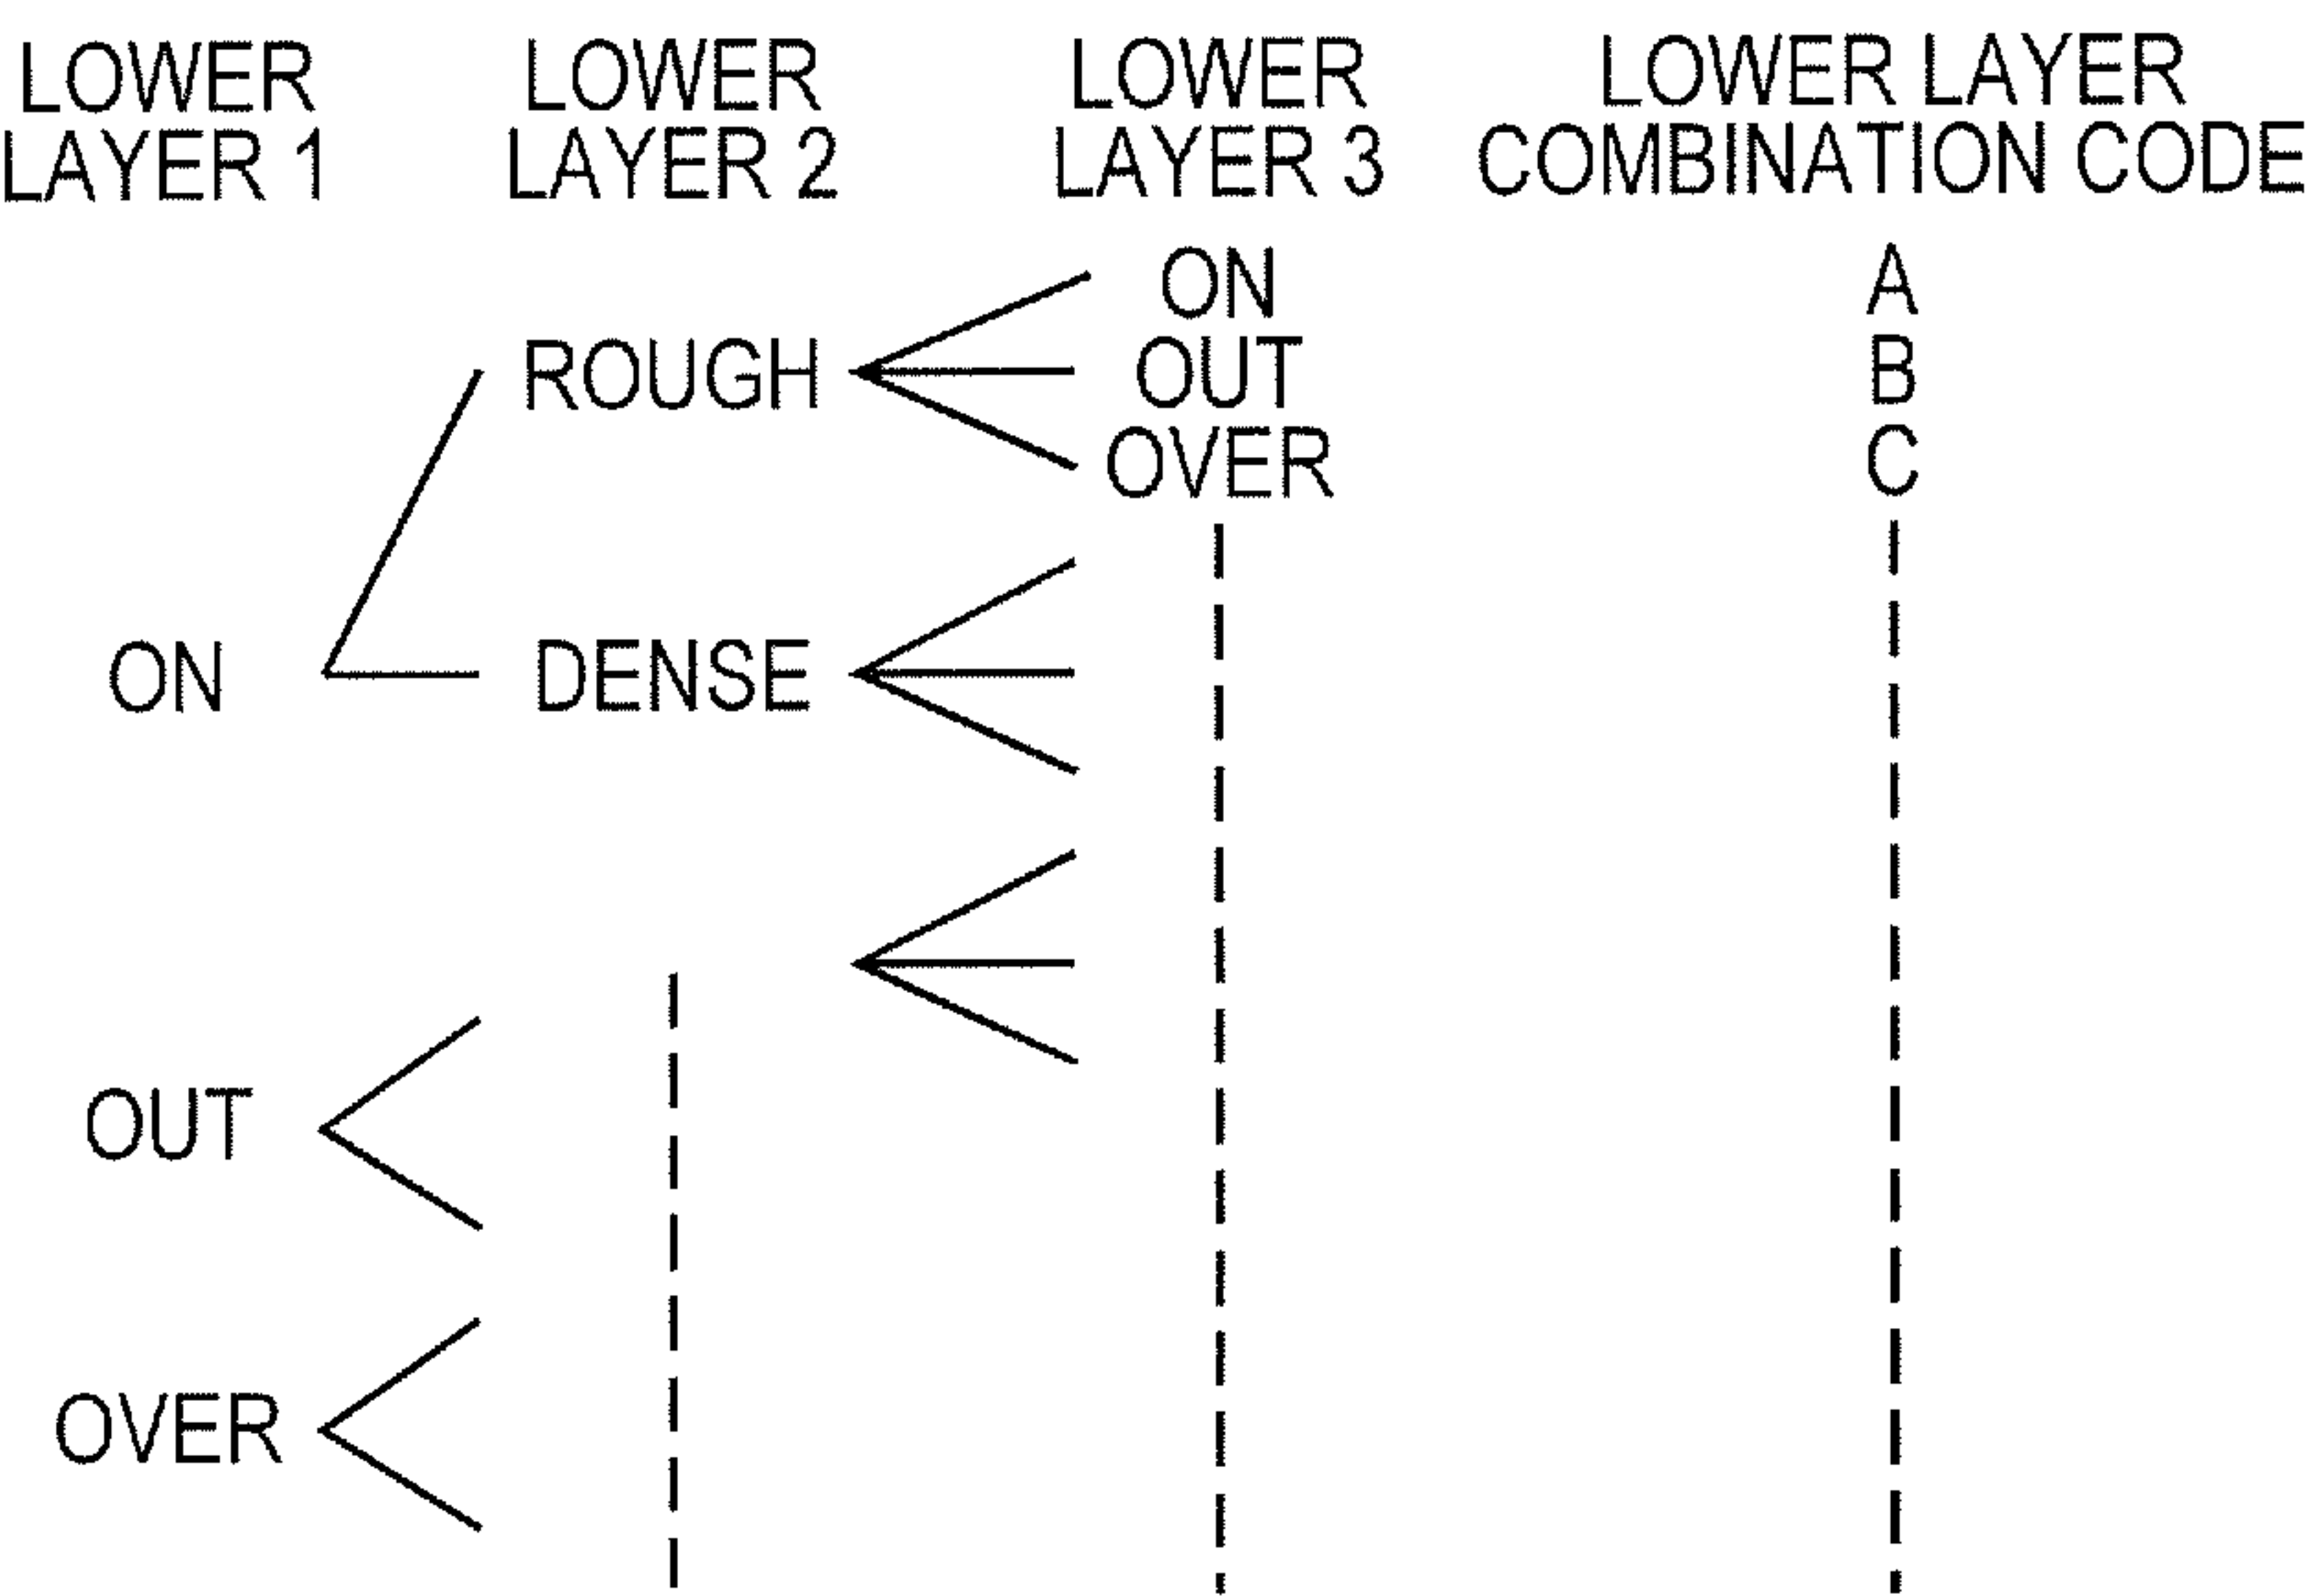 LOWER
LAYER 1
LOWER
LAYER 2
LOWER
LAYER 3
LOWER LAYER
COMBINATION CODE
ON
A
ROUGH
OUT
B
OVER
C
ON
DENSE
OUT
OVER